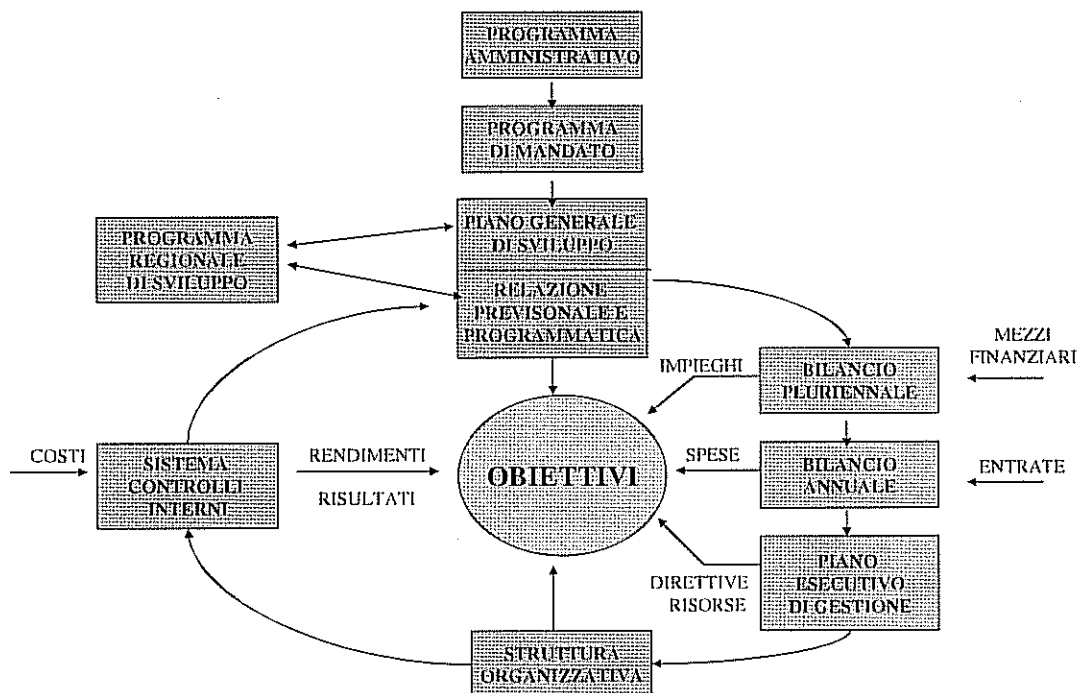 PROGRAMMA
AMMINISTRATIVO
PROGRAMMA
DI MANDATO
PIANO GENERALE
DI SVILUPPO
PROGRAMMA
REGIONALE
DI SVILUPPO
RELAZIONE
PREVISONALE E
PROGRAMMATICA
MEZZI
FINANZIARI
IMPIEGHI
BILANCIO
PLURIENNALE
COSTI
SISTEMA
CONTROLLI
INTERNI
RENDIMENTI
RISULTATI
OBIETTIVI
SPESE
BILANCIO
ANNUALE
ENTRATE
DIRETTIVE
RISORSE
PIANO
ESECUTIVO
DI GESTIONE
STRUTTURA
ORGANIZZATIVA